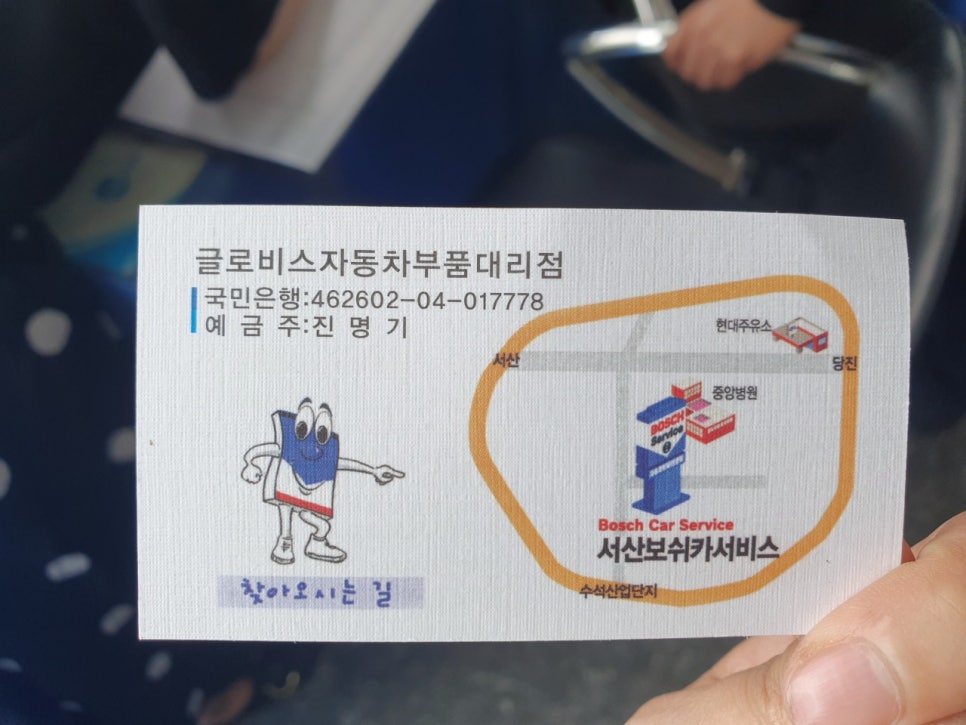 글로비스자동차부품대리점
국민은행:462602-04-017778
예 금 주:진 명 기
현대주유소
서산
당진
중앙병원
BOSCH
Service
Bosch Car Service
서산보쉬카서비스
수석산업단지
찾아오시는 길